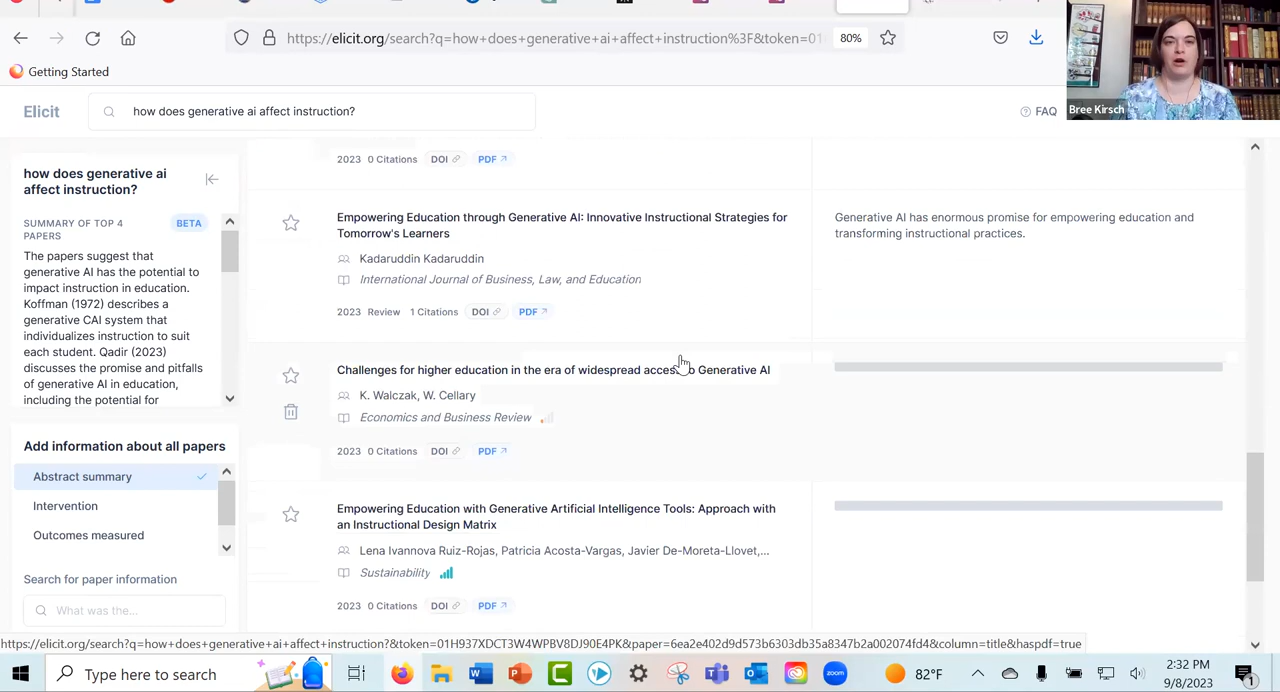 https://elicit.org/search?q=how+does+generative+ai+affect+instruction%3F&token=01
80%
Getting Started
Bree Kirsch
Elicit
how does generative ai affect instruction?
FAQ
how does generative ai
affect instruction?
SUMMARY OF TOP 4
PAPERS
BETA
The papers suggest that
generative AI has the potential to
impact instruction in education.
Koffman (1972) describes a
generative CAI system that
individualizes instruction to suit
each student. Qadir (2023)
discusses the promise and pitfalls
of generative AI in education,
including the potential for
Add information about all papers
Abstract summary
Intervention
Outcomes measured
Search for paper information
What was the...
2023 0 Citations DOI PDF
Empowering Education through Generative AI: Innovative Instructional Strategies for
Tomorrow's Learners
Kadaruddin Kadaruddin
International Journal of Business, Law, and Education
2023 Review 1 Citations DOI PDF
Generative AI has enormous promise for empowering education and
transforming instructional practices.
Challenges for higher education in the era of widespread access to Generative AI
K. Walczak, W. Cellary
Economics and Business Review
2023 0 Citations DOI PDF
Empowering Education with Generative Artificial Intelligence Tools: Approach with
an Instructional Design Matrix
Lena Ivannova Ruiz-Rojas, Patricia Acosta-Vargas, Javier De-Moreta-Llovet,...
Sustainability
2023 0 Citations DOI PDF
https://elicit.org/search?q=how+does+generative+ai+affect+instruction?&token=01H937XDCT3W4WPBV8DJ90E4PK&paper=6ea2e402d9d573b6303db35a8347b2a002074fd4&column=title&haspdf=true
Type here to search
zoom
82°F
2:32 PM
9/8/2023
1